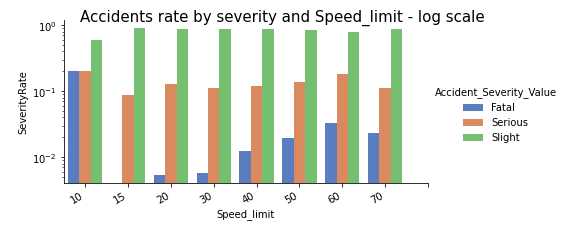 Accidents rate by severity and Speed_limit - log scale
10⁰
10⁻¹
10⁻²
SeverityRate
10
15
20
30
40
50
60
70
Speed_limit
Accident_Severity_Value
Fatal
Serious
Slight